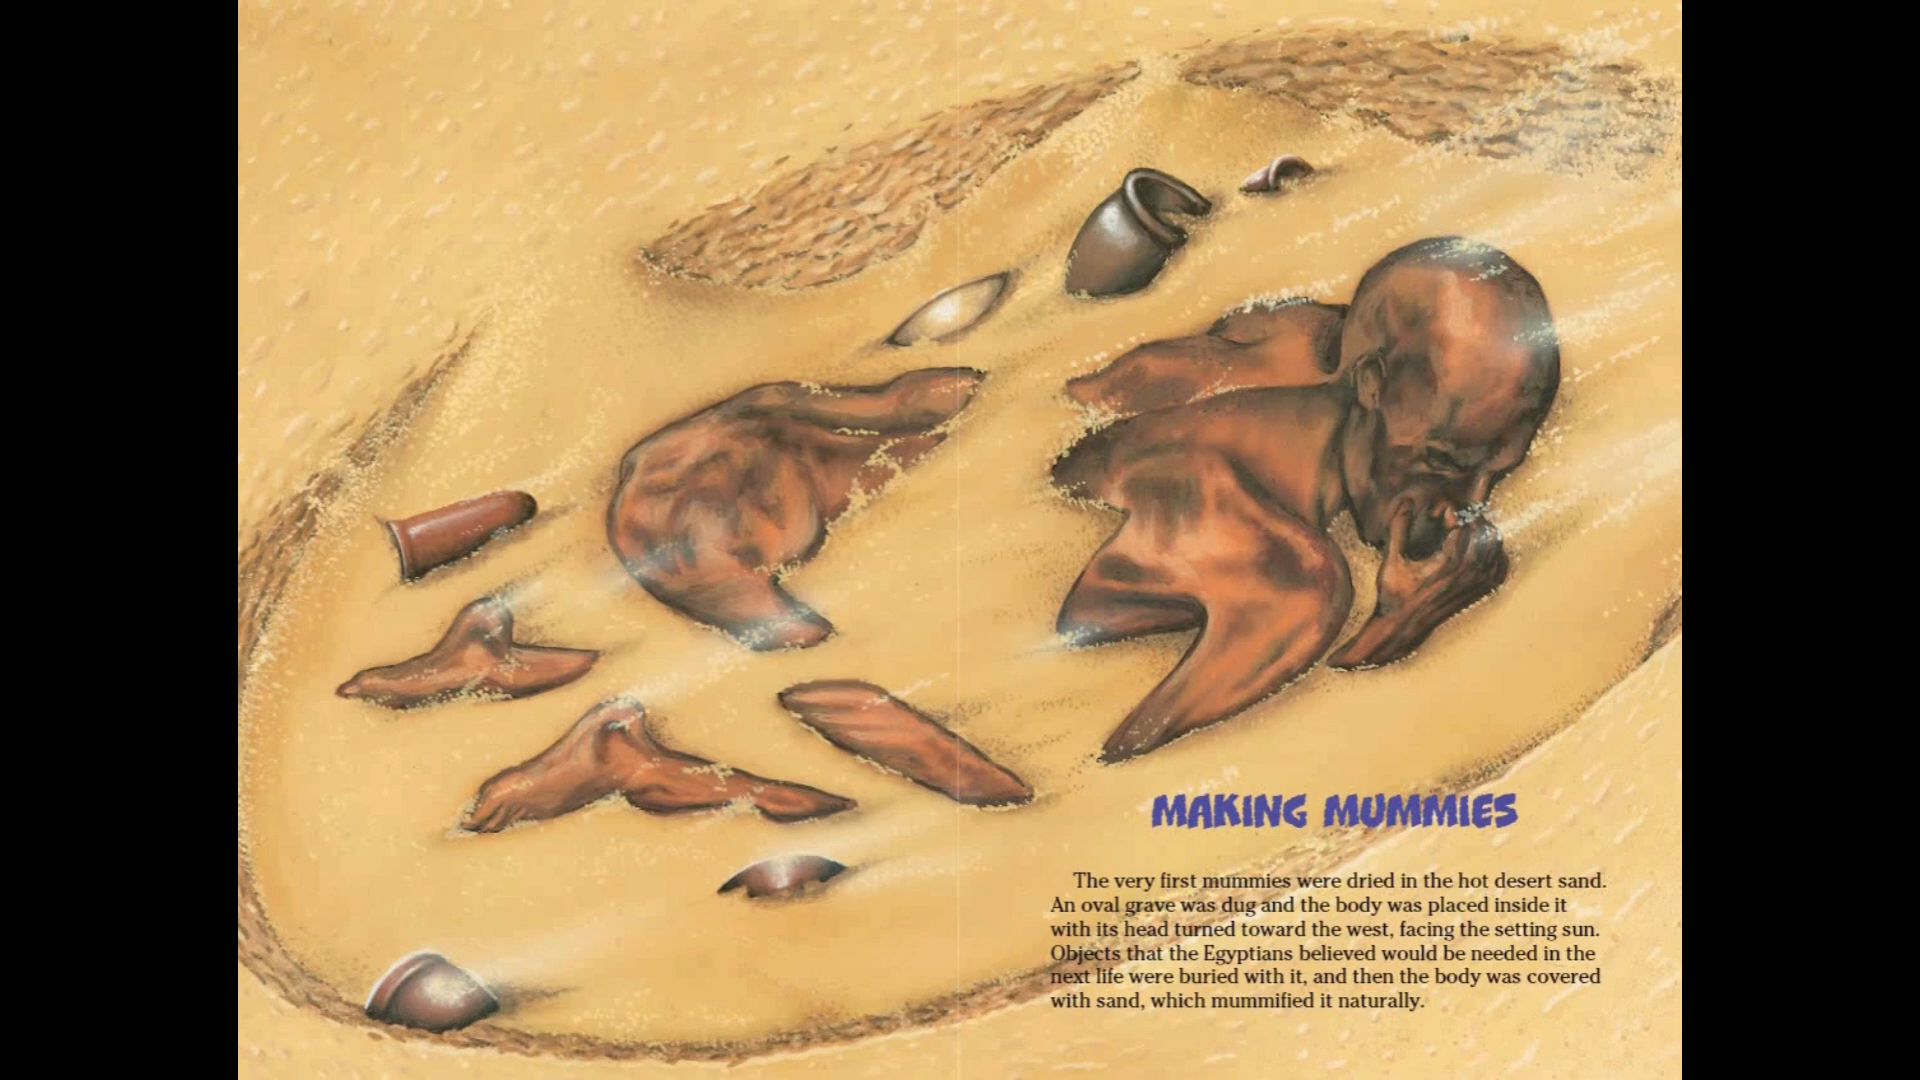 MAKING MUMMIES
The very first mummies were dried in the hot desert sand.
An oval grave was dug and the body was placed inside it
with its head turned toward the west, facing the setting sun.
Objects that the Egyptians believed would be needed in the
next life were buried with it, and then the body was covered
with sand, which mummified it naturally.